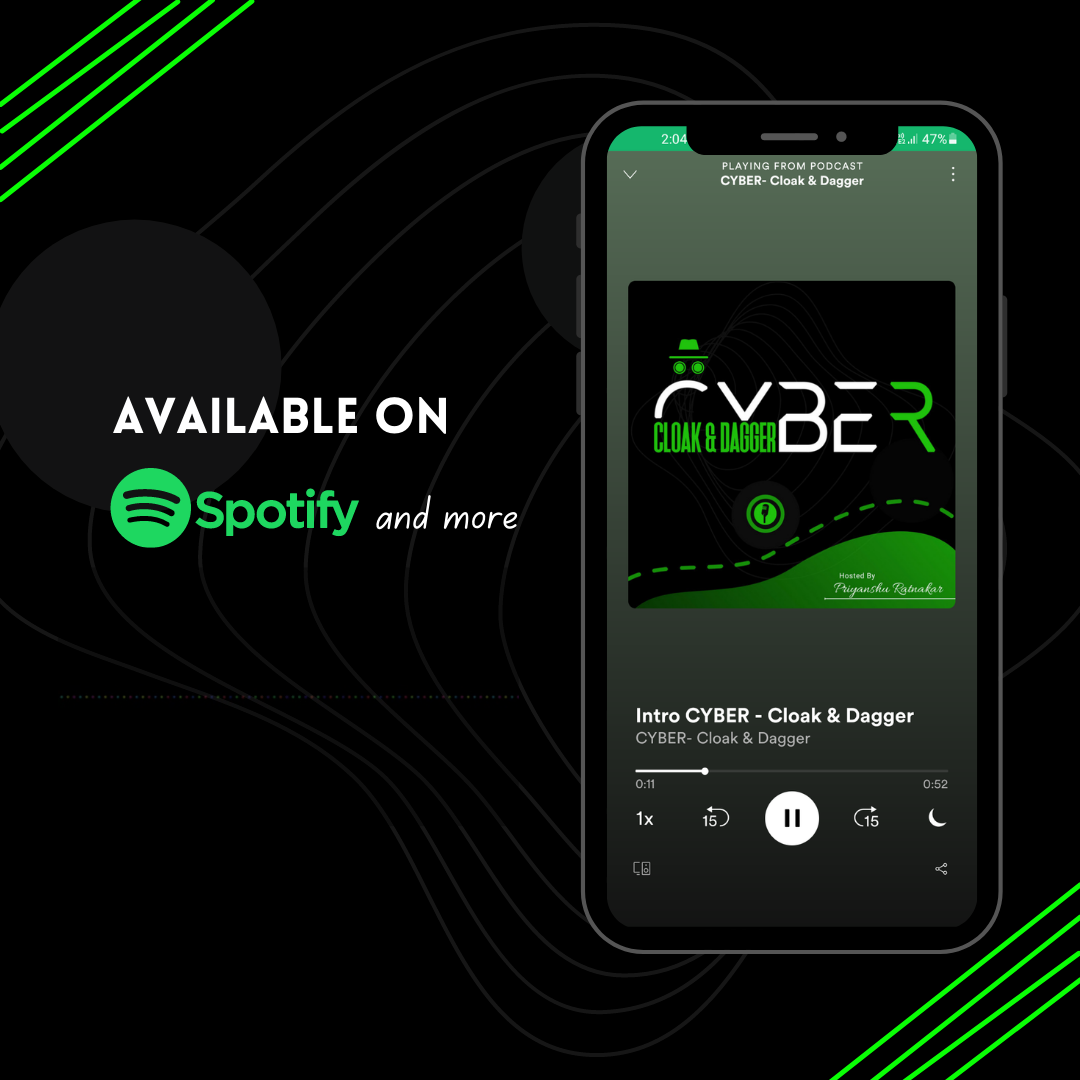 AVAILABLE ON
Spotify and more
2:04
47%
PLAYING FROM PODCAST
CYBER- Cloak & Dagger
CYBER
CLOAK & DAGGER
Hosted By
Priyanshu Ratnakar
Intro CYBER - Cloak & Dagger
CYBER- Cloak & Dagger
0:11
0:52
1x
15
15